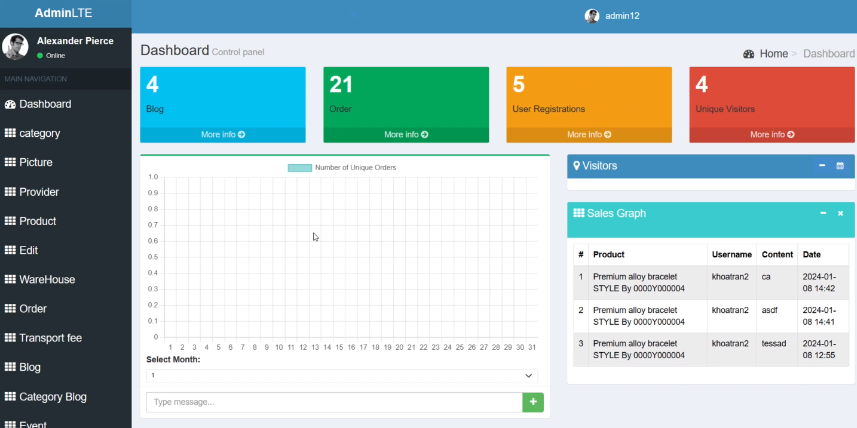 AdminLTE
admin12
Alexander Pierce
Online
MAIN NAVIGATION
Dashboard
category
Picture
Provider
Product
Edit
WareHouse
Order
Transport fee
Blog
Category Blog
Event
Dashboard Control panel
Home > Dashboard
4
Blog
More info
21
Order
More info
5
User Registrations
More info
4
Unique Visitors
More info
Number of Unique Orders
1.0
0.9
0.8
0.7
0.6
0.5
0.4
0.3
0.2
0.1
0
1 2 3 4 5 6 7 8 9 10 11 12 13 14 15 16 17 18 19 20 21 22 23 24 25 26 27 28 29 30 31
Select Month:
1
Type message...
Visitors
Sales Graph
# Product Username Content Date
1 Premium alloy bracelet khoatran2 ca 2024-01-
STYLE By 0000Y000004 08 14:42
2 Premium alloy bracelet khoatran2 asdf 2024-01-
STYLE By 0000Y000004 08 14:41
3 Premium alloy bracelet khoatran2 tessad 2024-01-
STYLE By 0000Y000004 08 12:55